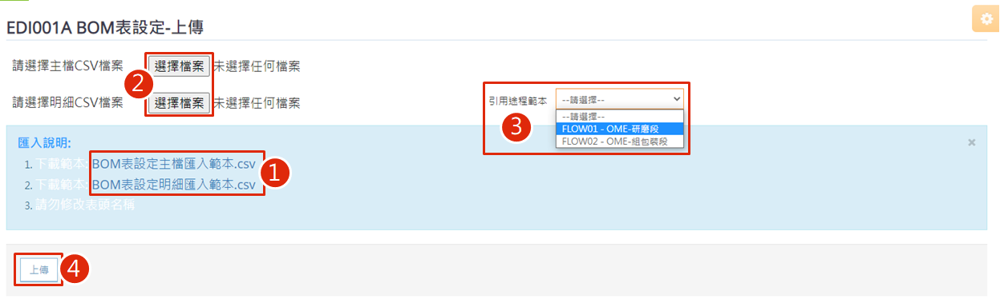 EDI001A BOM表設定-上傳
請選擇主檔CSV檔案 選擇檔案 未選擇任何檔案
2
請選擇明細CSV檔案 選擇檔案 未選擇任何檔案
引用途程範本 --請選擇--
--請選擇--
3
FLOW01 - OME-研磨段
FLOW02 - OME-組包裝段
匯入說明:
×
1. 下載範本: BOM表設定主檔匯入範本.csv
1
2. 下載範本: BOM表設定明細匯入範本.csv
3. 請勿修改表頭名稱
上傳
4